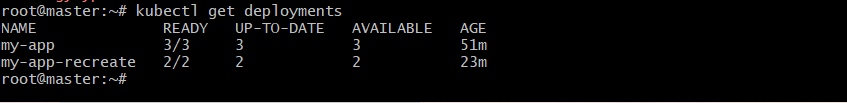 root@master:~# kubectl get deployments
NAME              READY   UP-TO-DATE   AVAILABLE   AGE
my-app            3/3     3            3           51m
my-app-recreate   2/2     2            2           23m
root@master:~#